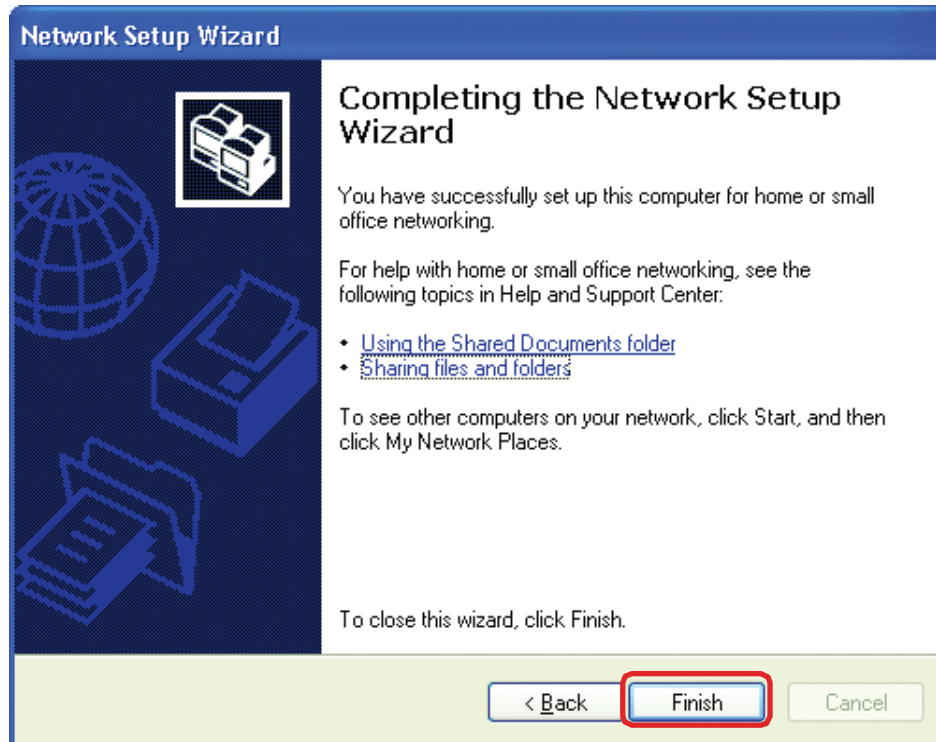 Network Setup Wizard
Completing the Network Setup
Wizard
You have successfully set up this computer for home or small
office networking.
For help with home or small office networking, see the
following topics in Help and Support Center:
• Using the Shared Documents folder
• Sharing files and folders
To see other computers on your network, click Start, and then
click My Network Places.
To close this wizard, click Finish.
< Back Finish Cancel